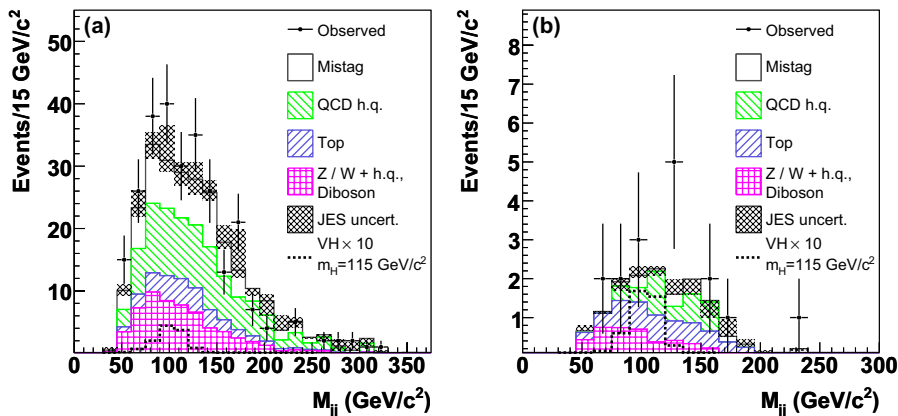 (a)
Events/15 GeV/c²
50
40
30
20
10
0
50
100
150
200
250
300
350
M_jj (GeV/c²)
Observed
Mistag
QCD h.q.
Top
Z / W + h.q.,
Diboson
JES uncert.
VH × 10
m_H=115 GeV/c²
(b)
Events/15 GeV/c²
8
7
6
5
4
3
2
1
0
50
100
150
200
250
300
M_jj (GeV/c²)
Observed
Mistag
QCD h.q.
Top
Z / W + h.q.,
Diboson
JES uncert.
VH × 10
m_H=115 GeV/c²